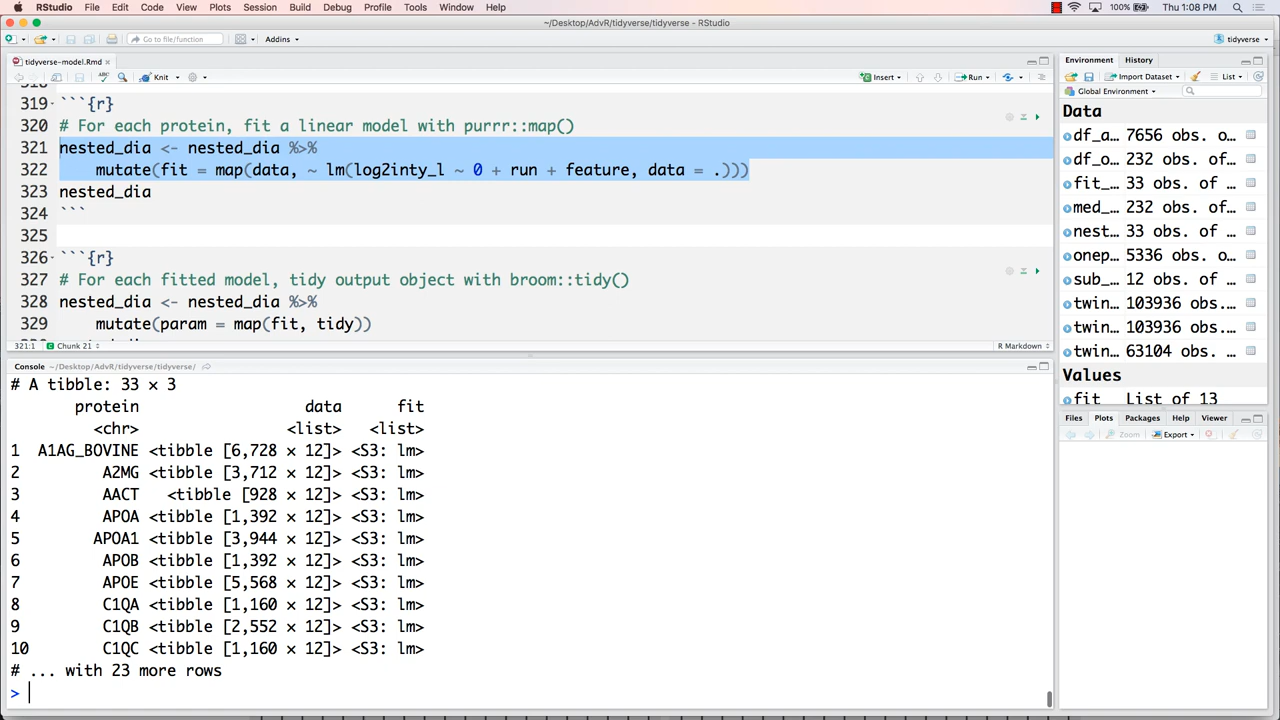 RStudio File Edit Code View Plots Session Build Debug Profile Tools Window Help 100% Thu 1:08 PM
~/Desktop/AdvR/tidyverse/tidyverse - RStudio
Go to file/function Addins tidyverse
tidyverse-model.Rmd
Knit Insert Run
319 ```{r}
320 # For each protein, fit a linear model with purrr::map()
321 nested_dia <- nested_dia %>%
322 mutate(fit = map(data, ~ lm(log2inty_l ~ 0 + run + feature, data = .)))
323 nested_dia
324 ```
325
326 ```{r}
327 # For each fitted model, tidy output object with broom::tidy()
328 nested_dia <- nested_dia %>%
329 mutate(param = map(fit, tidy))
321:1 Chunk 21 R Markdown
Console ~/Desktop/AdvR/tidyverse/tidyverse/
# A tibble: 33 × 3
protein data fit
<chr> <list> <list>
1 A1AG_BOVINE <tibble [6,728 × 12]> <S3: lm>
2 A2MG <tibble [3,712 × 12]> <S3: lm>
3 AACT <tibble [928 × 12]> <S3: lm>
4 APOA <tibble [1,392 × 12]> <S3: lm>
5 APOA1 <tibble [3,944 × 12]> <S3: lm>
6 APOB <tibble [1,392 × 12]> <S3: lm>
7 APOE <tibble [5,568 × 12]> <S3: lm>
8 C1QA <tibble [1,160 × 12]> <S3: lm>
9 C1QB <tibble [2,552 × 12]> <S3: lm>
10 C1QC <tibble [1,160 × 12]> <S3: lm>
# ... with 23 more rows
>
Environment History
Import Dataset List
Global Environment
Data
df_a... 7656 obs. o...
df_o... 232 obs. of...
fit_... 33 obs. of ...
med_... 232 obs. of...
nest... 33 obs. of ...
onep... 5336 obs. o...
sub_... 12 obs. of ...
twin... 103936 obs...
twin... 103936 obs...
twin... 63104 obs. ...
Values
fit List of 13
Files Plots Packages Help Viewer
Zoom Export